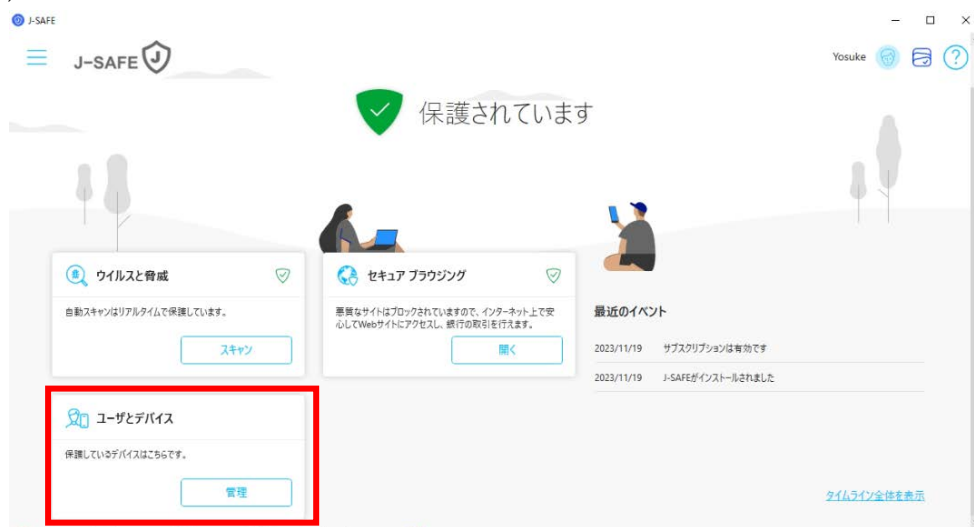 J-SAFE
J-SAFE
Yosuke
保護されています
ウイルスと脅威
自動スキャンはリアルタイムで保護しています。
スキャン
セキュア ブラウジング
悪質なサイトはブロックされていますので、インターネット上で安
心してWebサイトにアクセスし、銀行の取引を行えます。
開く
ユーザとデバイス
保護しているデバイスはこちらです。
管理
最近のイベント
2023/11/19 サブスクリプションは有効です
2023/11/19 J-SAFEがインストールされました
タイムライン全体を表示